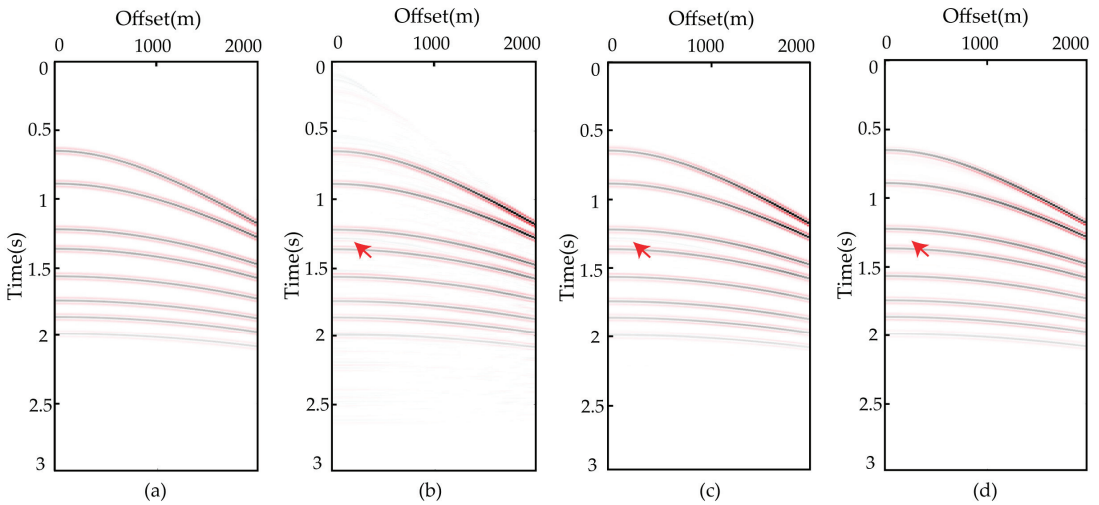 Offset(m) Offset(m) Offset(m) Offset(m)
0 1000 2000 0 1000 2000 0 1000 2000 0 1000 2000
0 0 0 0
0.5 0.5 0.5 0.5
1 1 1 1
Time(s) Time(s) Time(s) Time(s)
1.5 1.5 1.5 1.5
2 2 2 2
2.5 2.5 2.5 2.5
3 3 3 3
(a) (b) (c) (d)